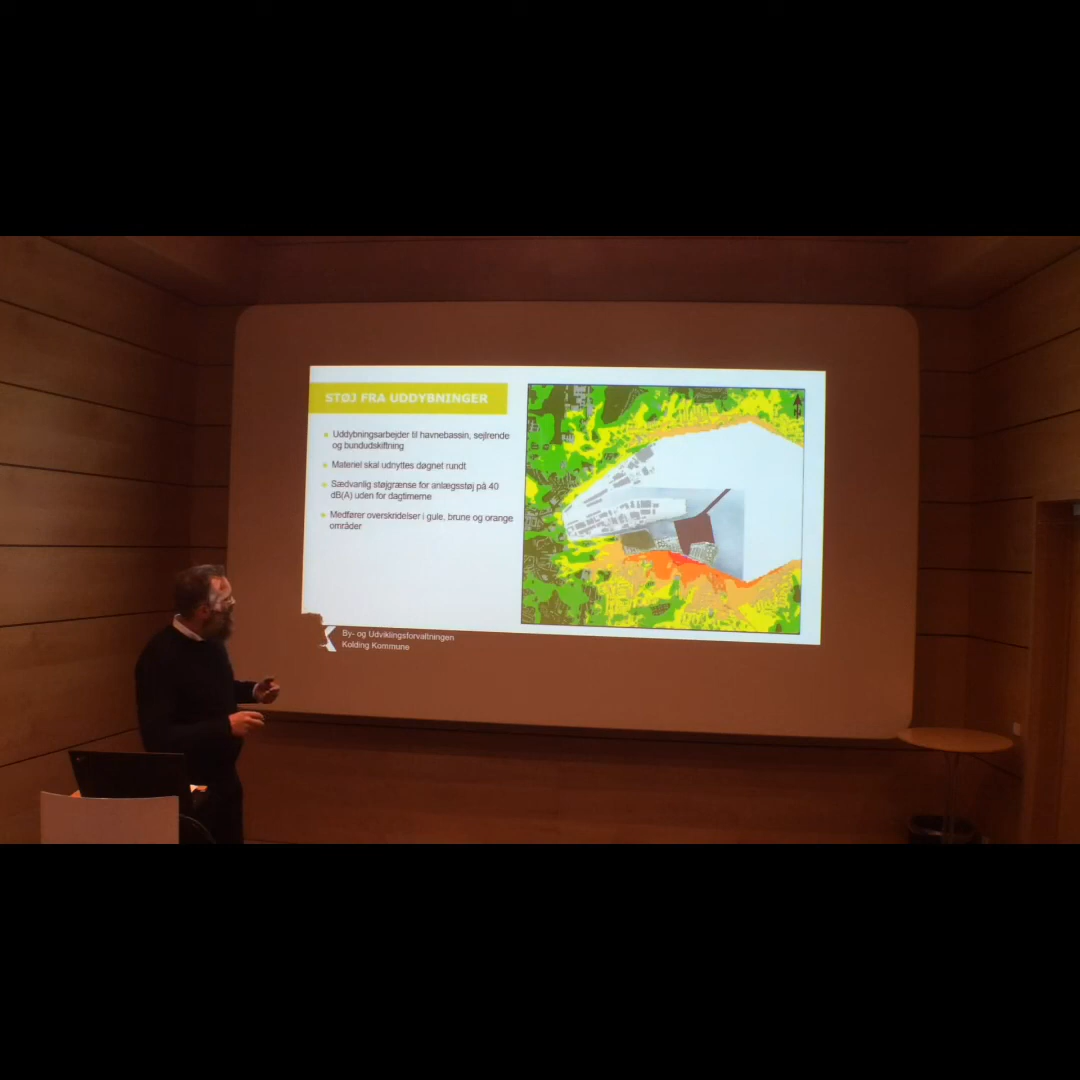 STØJ FRA UDDYBNINGER
Uddybningsarbejder til havnebassin, sejlrende
og bundudskiftning
Materiel skal udnyttes døgnet rundt
Sædvanlig støjgrænse for anlægsstøj på 40
dB(A) uden for dagtimerne
Medfører overskridelser i gule, brune og orange
områder
By- og Udviklingsforvaltningen
Kolding Kommune